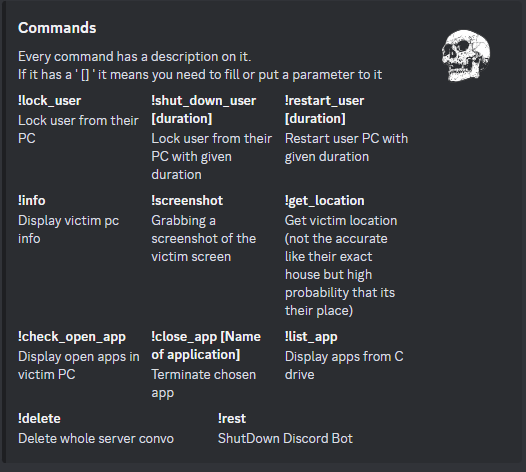 Commands
Every command has a description on it.
If it has a ' [] ' it means you need to fill or put a parameter to it
!lock_user
Lock user from their
PC
!shut_down_user
[duration]
Lock user from their
PC with given
duration
!restart_user
[duration]
Restart user PC with
given duration
!info
Display victim pc
info
!screenshot
Grabbing a
screenshot of the
victim screen
!get_location
Get victim location
(not the accurate
like their exact
house but high
probability that its
their place)
!check_open_app
Display open apps in
victim PC
!close_app [Name
of application]
Terminate chosen
app
!list_app
Display apps from C
drive
!delete
Delete whole server convo
!rest
ShutDown Discord Bot